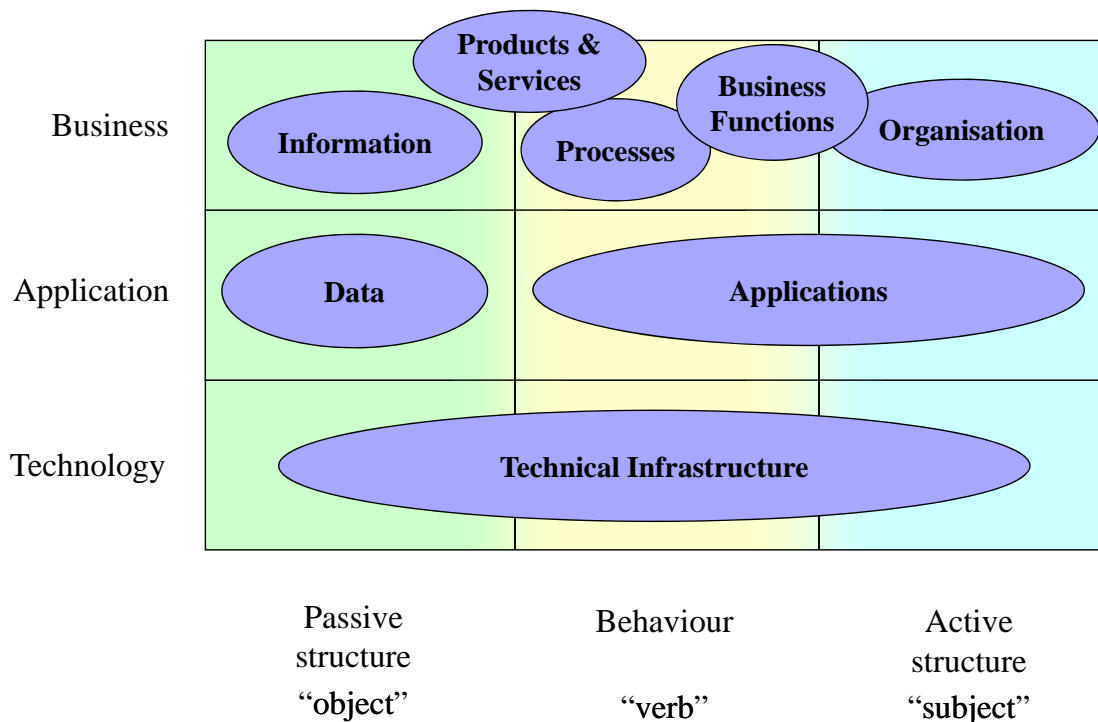 Products &
Services
Business
Functions
Business
Information
Processes
Organisation
Application
Data
Applications
Technology
Technical Infrastructure
Passive
structure
“object”
Behaviour
“verb”
Active
structure
“subject”